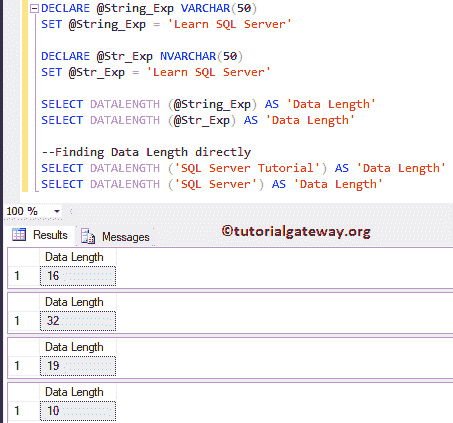 DECLARE @String_Exp VARCHAR(50)
SET @String_Exp = 'Learn SQL Server'
DECLARE @Str_Exp NVARCHAR(50)
SET @Str_Exp = 'Learn SQL Server'
SELECT DATALENGTH (@String_Exp) AS 'Data Length'
SELECT DATALENGTH (@Str_Exp) AS 'Data Length'
--Finding Data Length directly
SELECT DATALENGTH ('SQL Server Tutorial') AS 'Data Length'
SELECT DATALENGTH ('SQL Server') AS 'Data Length'
100 %
Results Messages
©tutorialgateway.org
Data Length
1 16
Data Length
1 32
Data Length
1 19
Data Length
1 10